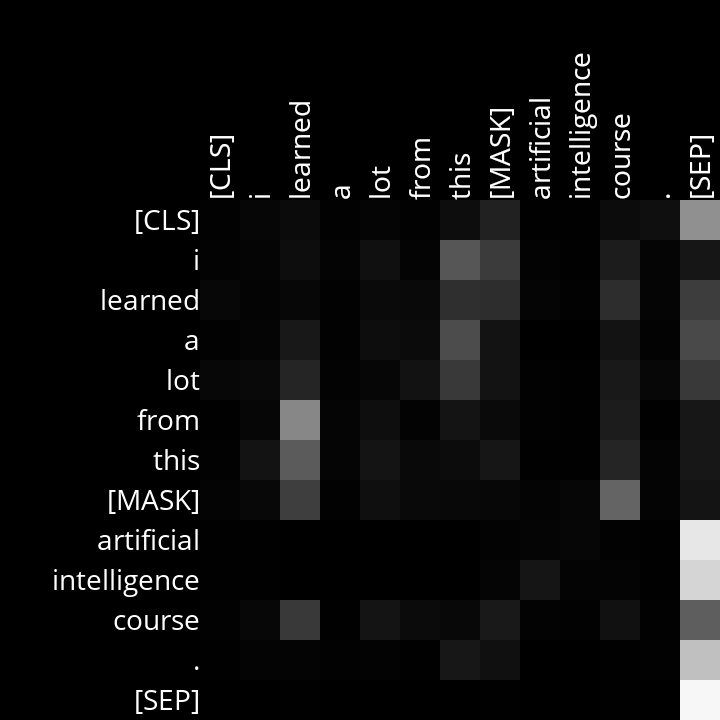 [CLS] i learned a lot from this [MASK] artificial intelligence course . [SEP]
[CLS]
i
learned
a
lot
from
this
[MASK]
artificial
intelligence
course
.
[SEP]